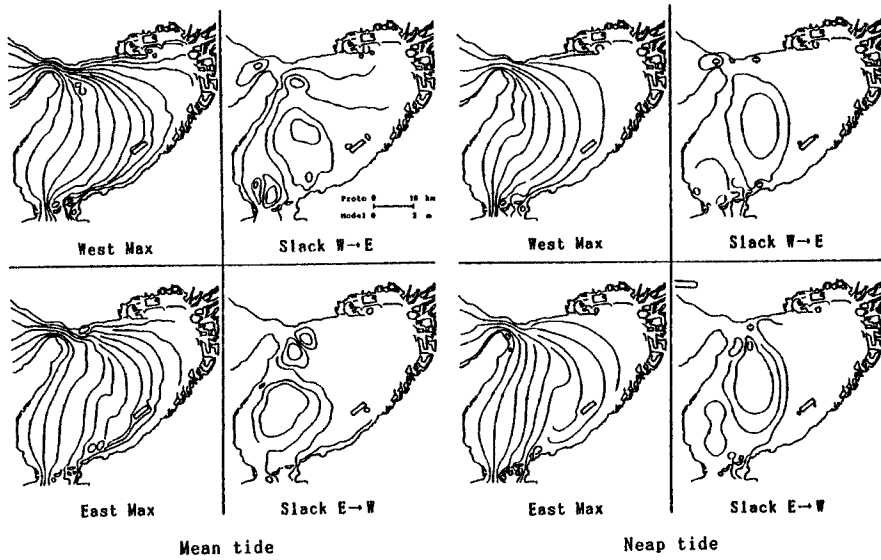 Proto 0 10 km
Model 0 2 m
West Max
Slack W→E
West Max
Slack W→E
East Max
Slack E→W
East Max
Slack E→W
Mean tide
Neap tide